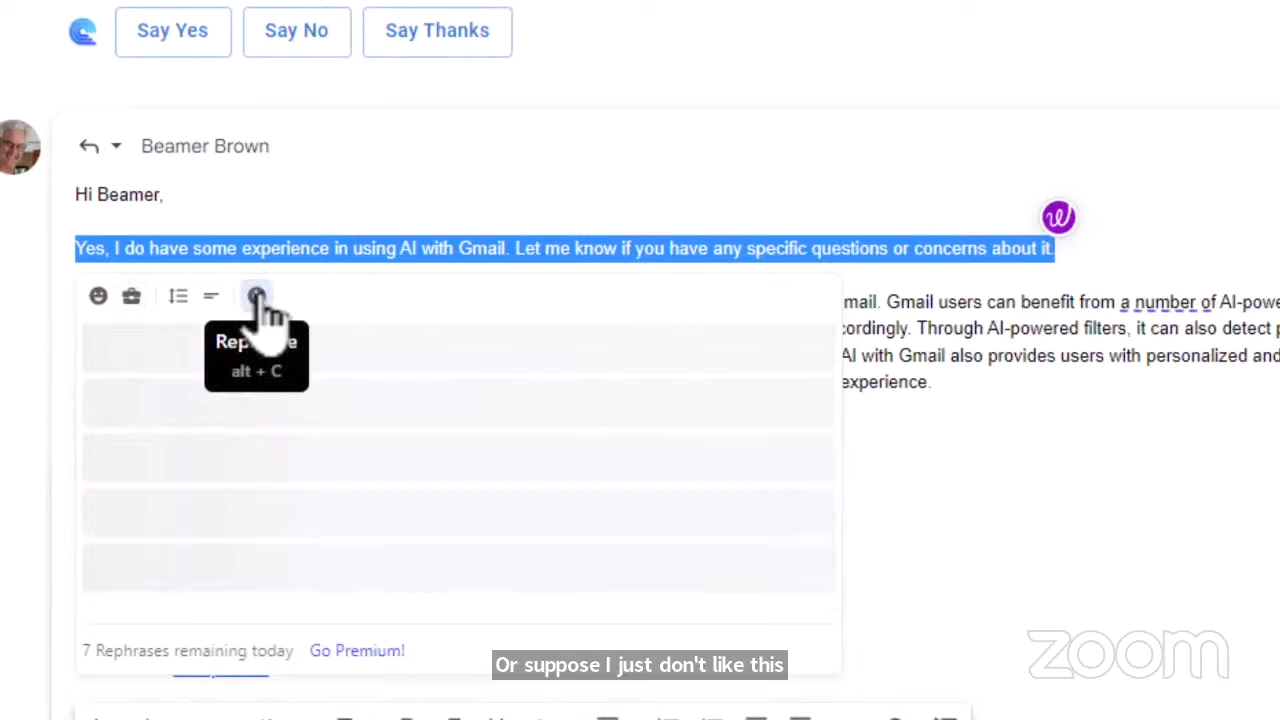 Say Yes
Say No
Say Thanks
Beamer Brown
Hi Beamer,
Yes, I do have some experience in using AI with Gmail. Let me know if you have any specific questions or concerns about it.
mail. Gmail users can benefit from a number of AI-powe
cordingly. Through AI-powered filters, it can also detect p
AI with Gmail also provides users with personalized and
experience.
alt + C
7 Rephrases remaining today Go Premium!
Or suppose I just don't like this
zoom